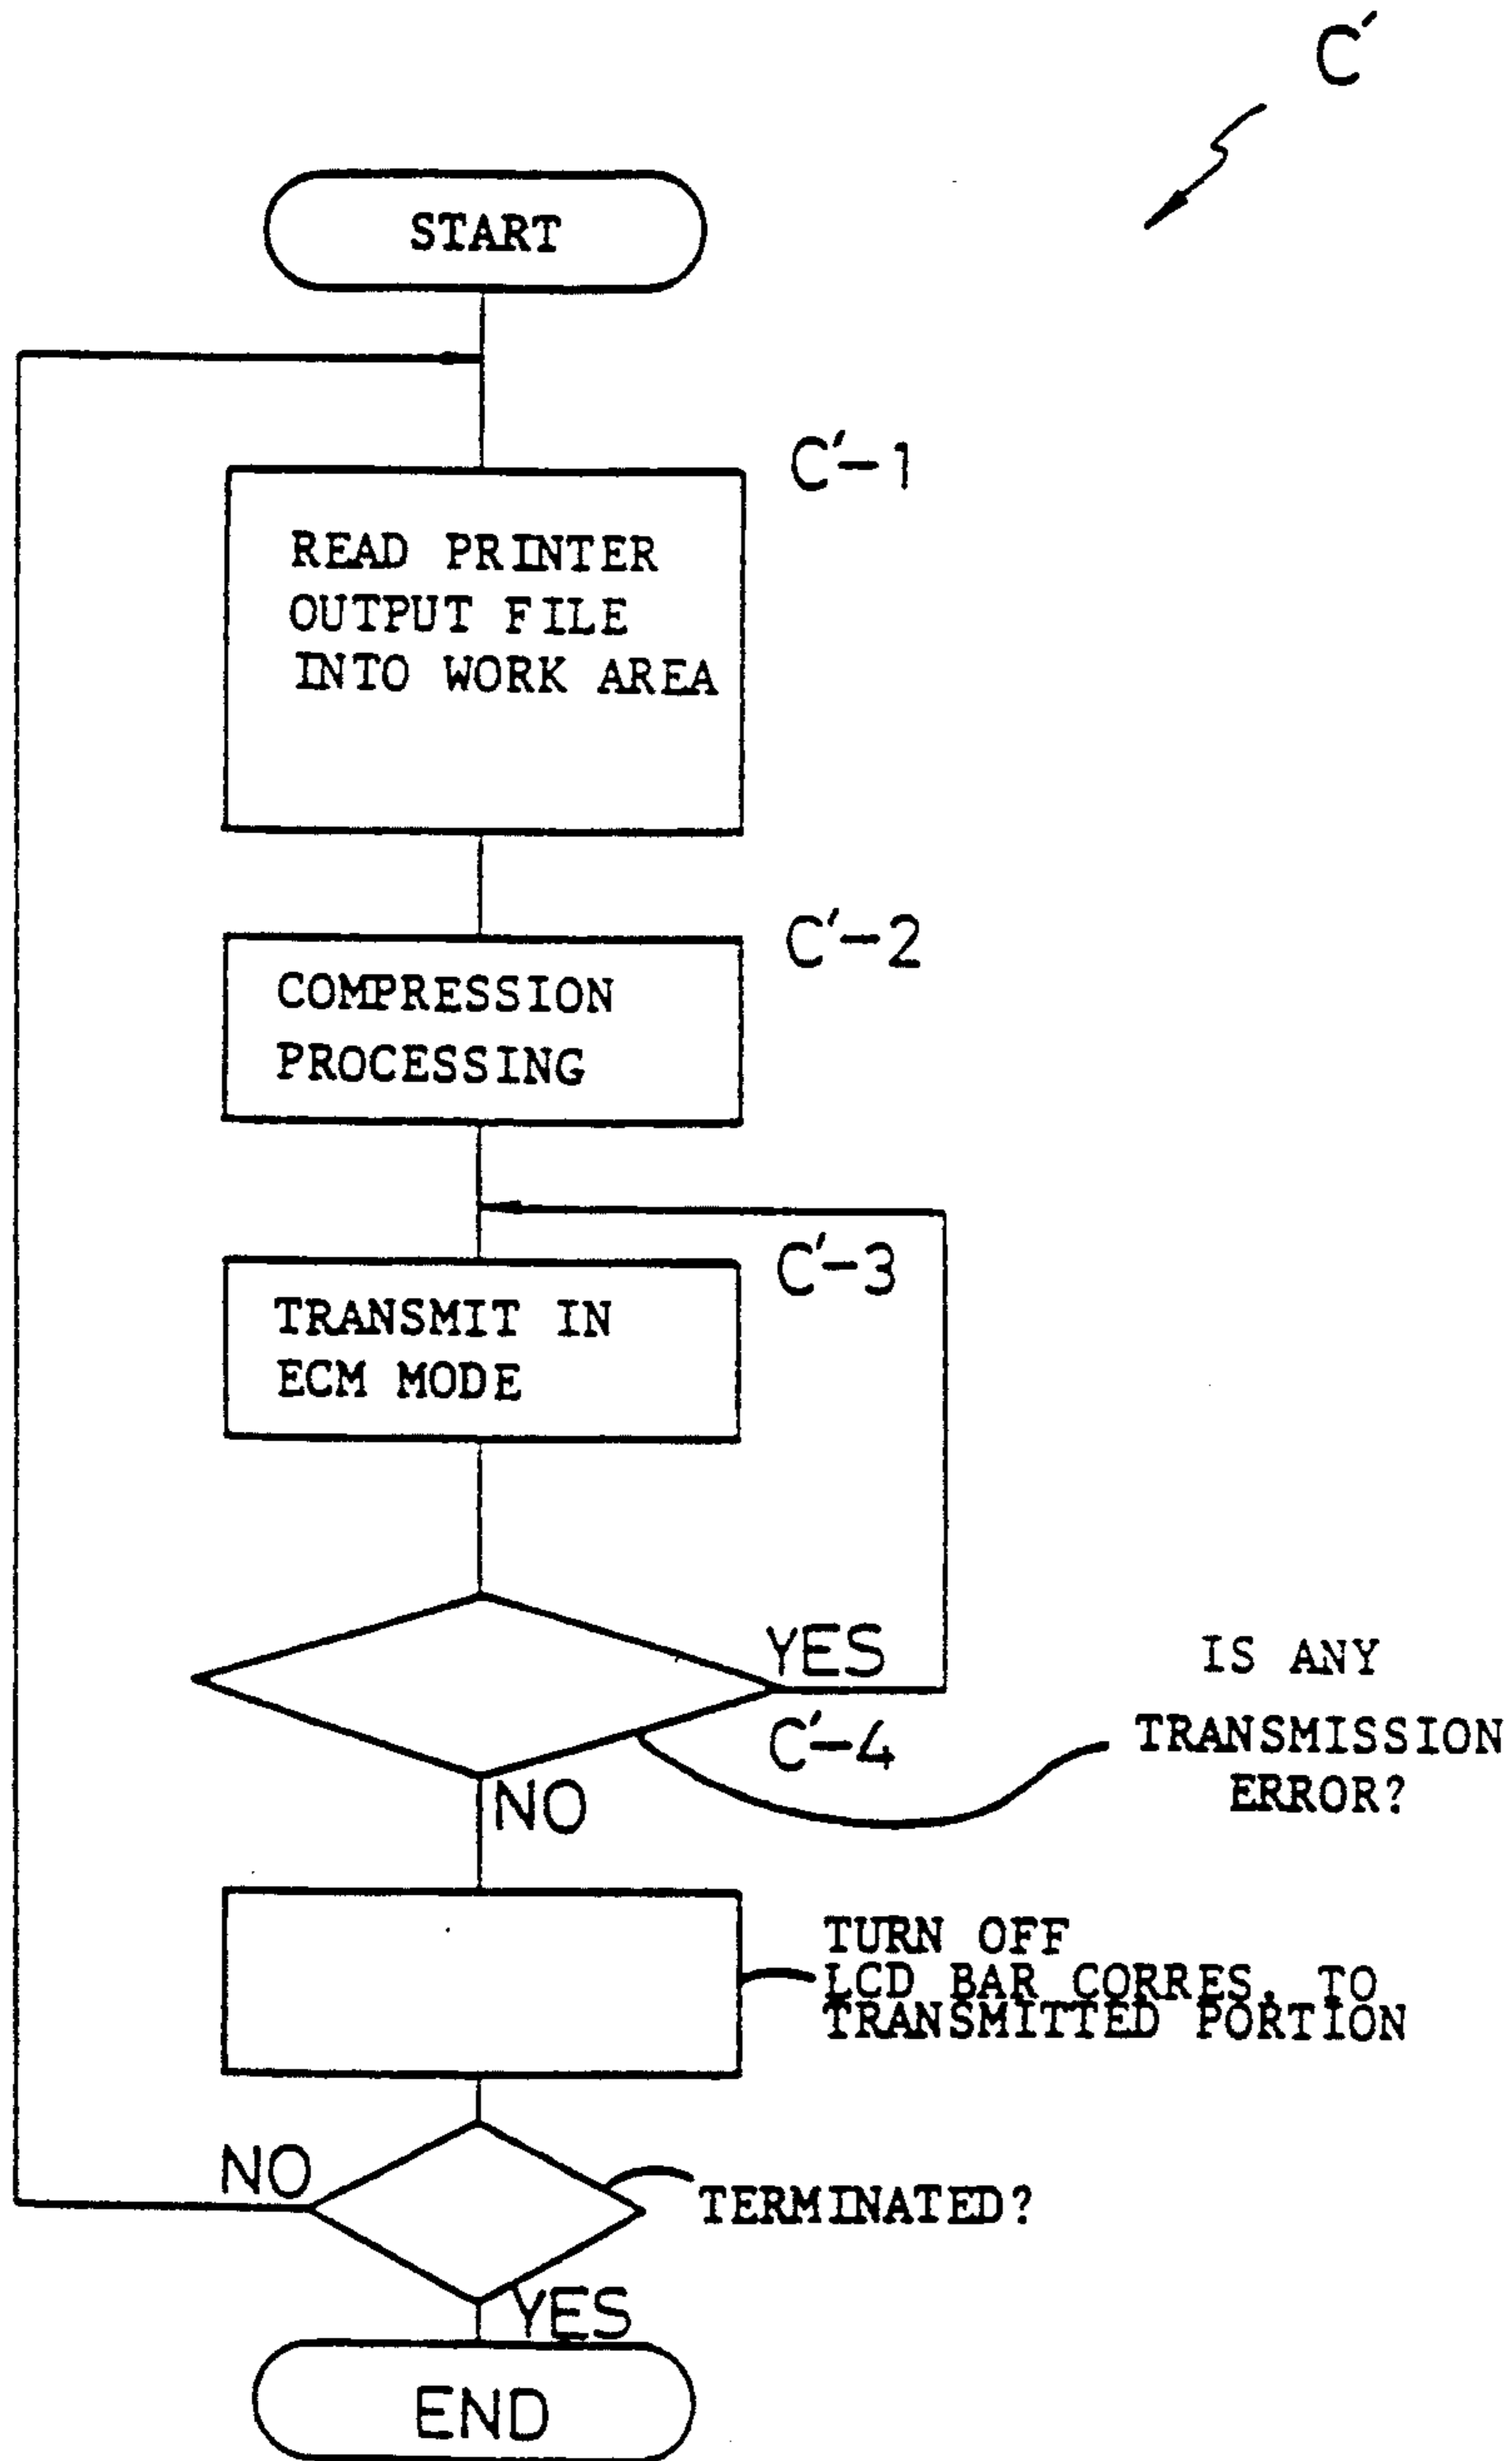 C'
START
C'-1
READ PRINTER
OUTPUT FILE
INTO WORK AREA
C'-2
COMPRESSION
PROCESSING
C'-3
TRANSMIT IN
ECM MODE
YES
C'-4
NO
IS ANY
TRANSMISSION
ERROR?
TURN OFF
LCD BAR CORRES. TO
TRANSMITTED PORTION
NO
TERMINATED?
YES
END